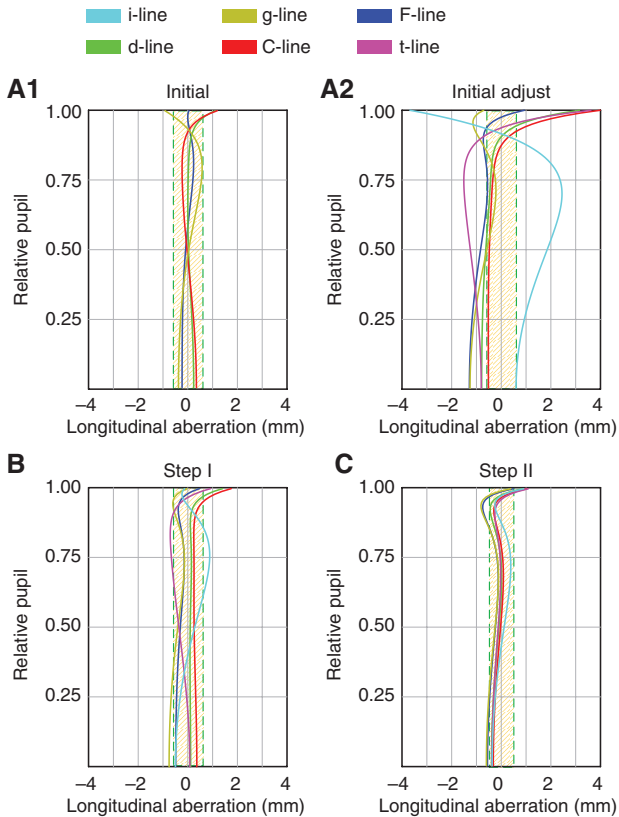 i-line g-line F-line
d-line C-line t-line
A1 Initial
1.00
0.75
0.50
0.25
Relative pupil
−4 −2 0 2 4
Longitudinal aberration (mm)
A2 Initial adjust
1.00
0.75
0.50
0.25
Relative pupil
−4 −2 0 2 4
Longitudinal aberration (mm)
B Step I
1.00
0.75
0.50
0.25
Relative pupil
−4 −2 0 2 4
Longitudinal aberration (mm)
C Step II
1.00
0.75
0.50
0.25
Relative pupil
−4 −2 0 2 4
Longitudinal aberration (mm)